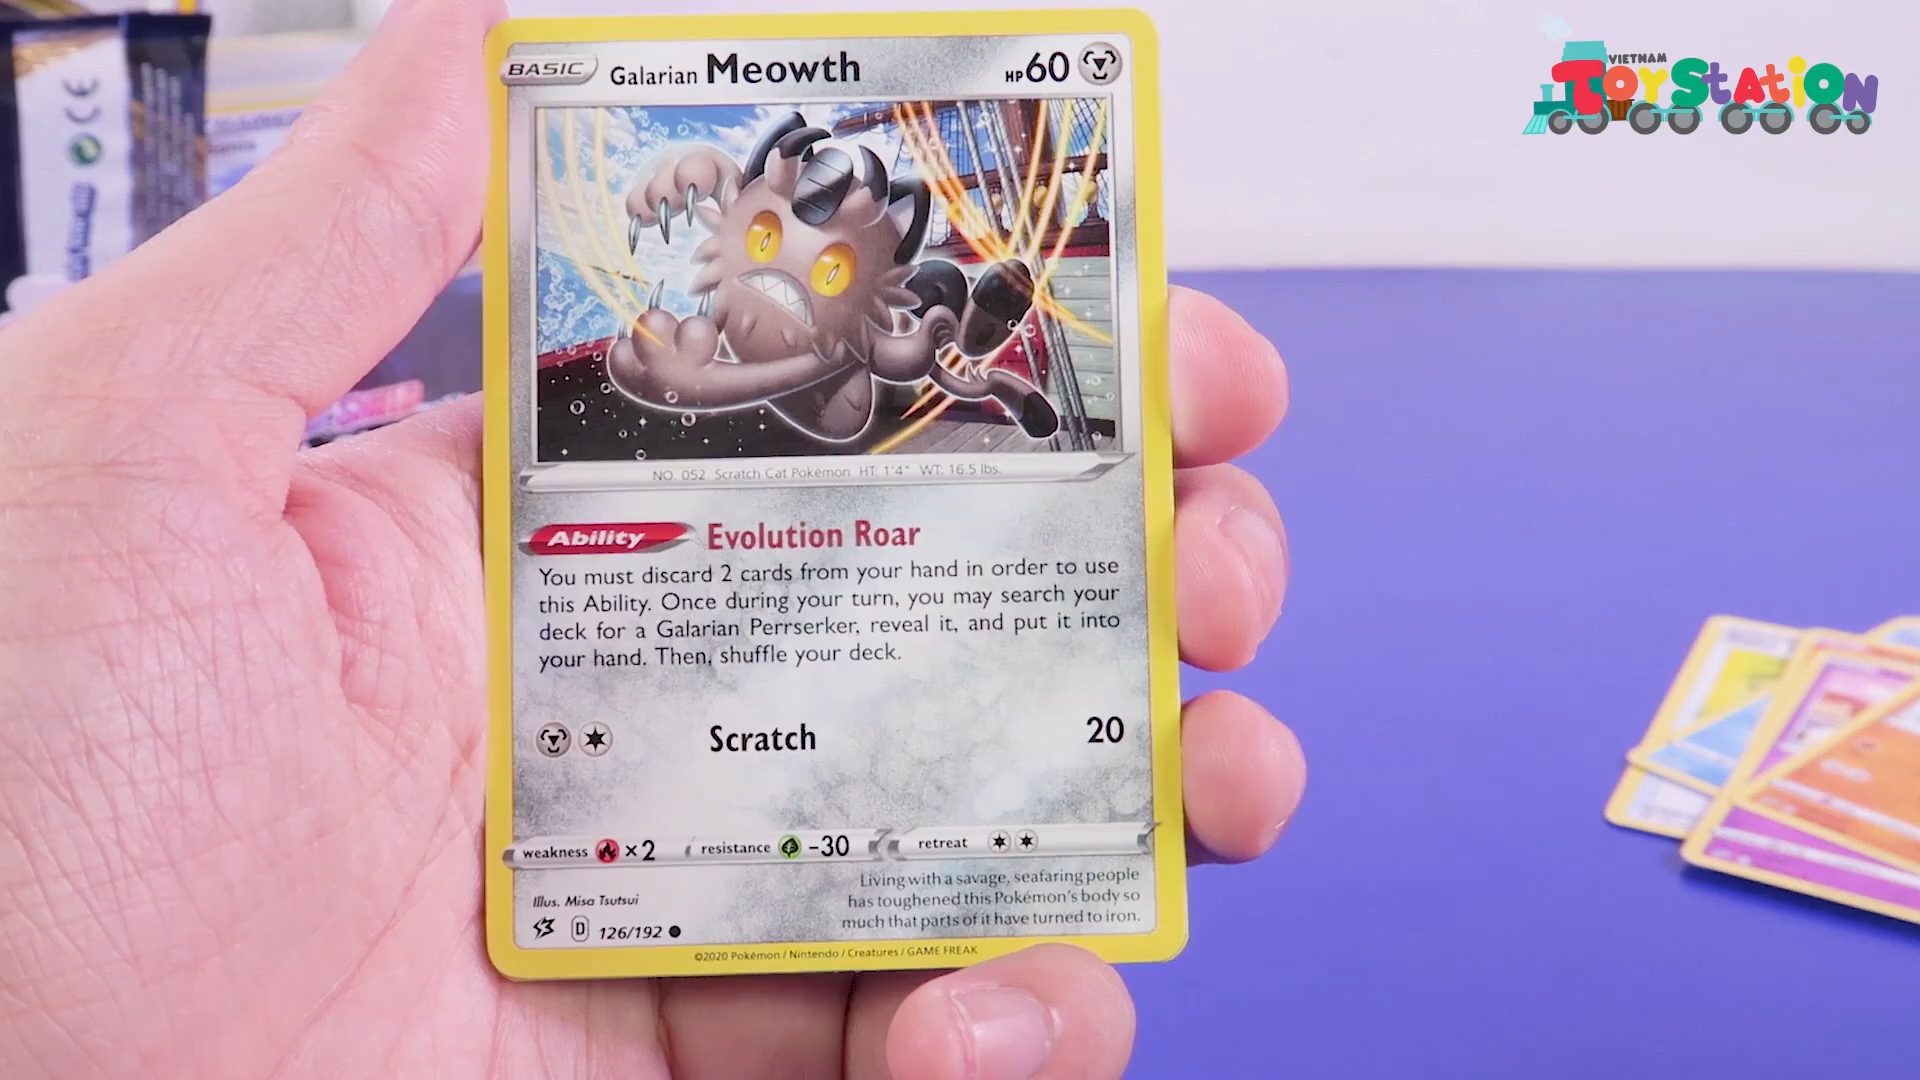 VIETNAM
ToyStation
BASIC Galarian Meowth HP 60
NO. 052 Scratch Cat Pokémon HT: 1'4" WT: 16.5 lbs.
Ability Evolution Roar
You must discard 2 cards from your hand in order to use
this Ability. Once during your turn, you may search your
deck for a Galarian Perrserker, reveal it, and put it into
your hand. Then, shuffle your deck.
Scratch 20
weakness ×2 resistance -30 retreat
Living with a savage, seafaring people
has toughened this Pokémon's body so
much that parts of it have turned to iron.
Illus. Misa Tsutsui
D 126/192
©2020 Pokémon / Nintendo / Creatures / GAME FREAK